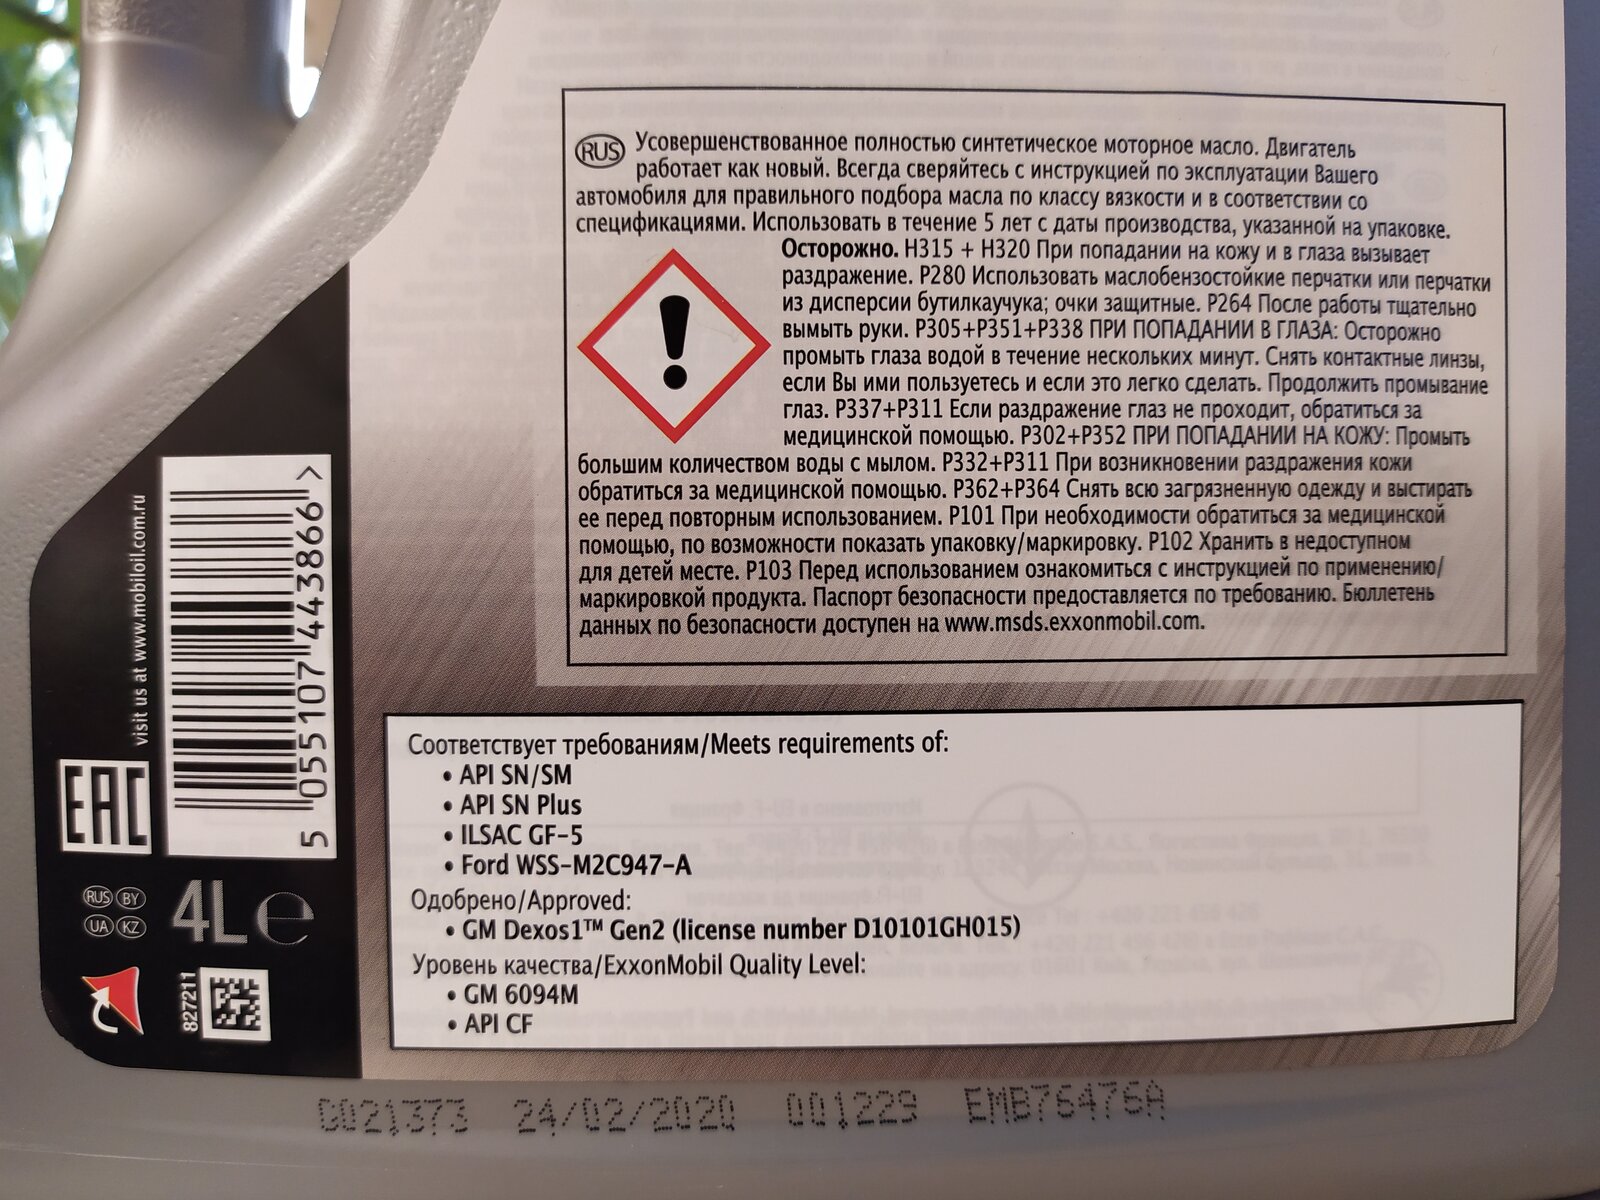 RUS Усовершенствованное полностью синтетическое моторное масло. Двигатель
работает как новый. Всегда сверяйтесь с инструкцией по эксплуатации Вашего
автомобиля для правильного подбора масла по классу вязкости и в соответствии со
спецификациями. Использовать в течение 5 лет с даты производства, указанной на упаковке.
Осторожно. H315 + H320 При попадании на кожу и в глаза вызывает
раздражение. P280 Использовать маслобензостойкие перчатки или перчатки
из дисперсии бутилкаучука; очки защитные. P264 После работы тщательно
вымыть руки. P305+P351+P338 ПРИ ПОПАДАНИИ В ГЛАЗА: Осторожно
промыть глаза водой в течение нескольких минут. Снять контактные линзы,
если Вы ими пользуетесь и если это легко сделать. Продолжить промывание
глаз. P337+P311 Если раздражение глаз не проходит, обратиться за
медицинской помощью. P302+P352 ПРИ ПОПАДАНИИ НА КОЖУ: Промыть
большим количеством воды с мылом. P332+P311 При возникновении раздражения кожи
обратиться за медицинской помощью. P362+P364 Снять всю загрязненную одежду и выстирать
ее перед повторным использованием. P101 При необходимости обратиться за медицинской
помощью, по возможности показать упаковку/маркировку. P102 Хранить в недоступном
для детей месте. P103 Перед использованием ознакомиться с инструкцией по применению/
маркировкой продукта. Паспорт безопасности предоставляется по требованию. Бюллетень
данных по безопасности доступен на www.msds.exxonmobil.com.
Соответствует требованиям/Meets requirements of:
• API SN/SM
• API SN Plus
• ILSAC GF-5
• Ford WSS-M2C947-A
Одобрено/Approved:
• GM Dexos1™ Gen2 (license number D10101GH015)
Уровень качества/ExxonMobil Quality Level:
• GM 6094M
• API CF
visit us at www.mobiloil.com.ru
5 055107 443866 >
EAC
RUS BY
UA KZ
4L e
827211
G021373 24/02/2020 001229 EMB76476A